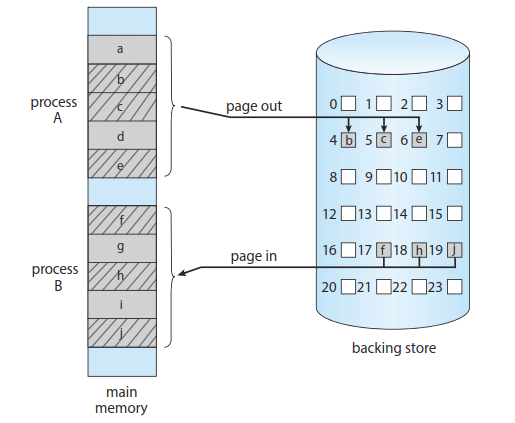 a
b
c
d
e
f
g
h
i
j
process
A
process
B
main
memory
page out
page in
0 1 2 3
4 b 5 c 6 e 7
8 9 10 11
12 13 14 15
16 17 f 18 h 19 j
20 21 22 23
backing store